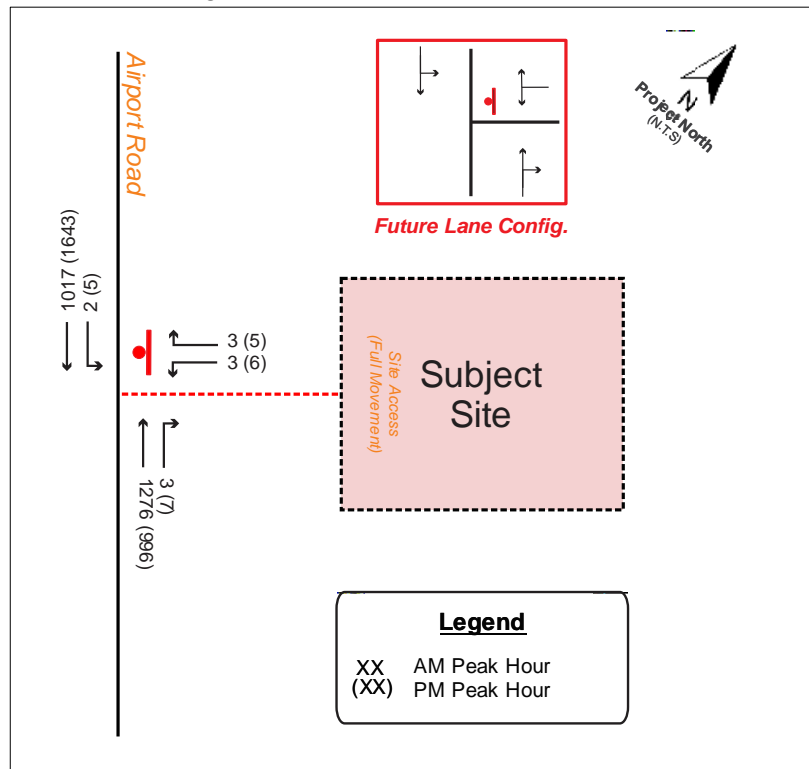 Airport Road
Future Lane Config.
N
Project North
(N.T.S)
1017 (1643)
2 (5)
3 (5)
3 (6)
Site Access
(Full Movement)
Subject
Site
3 (7)
1276 (996)
Legend
XX AM Peak Hour
(XX) PM Peak Hour